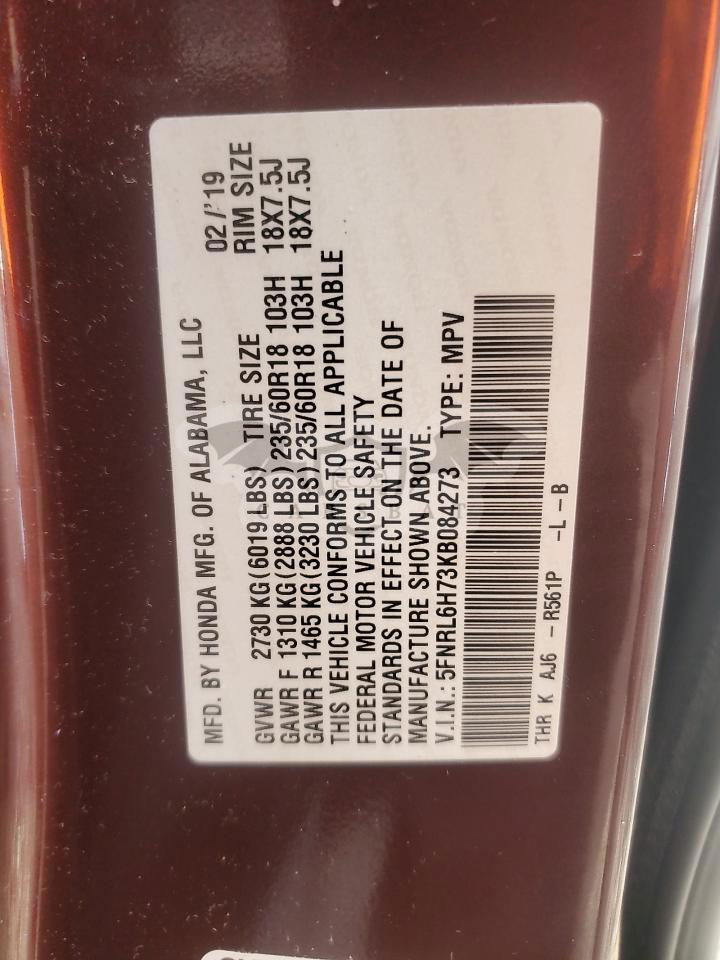 MFD. BY HONDA MFG. OF ALABAMA, LLC 02/'19
GVWR 2730 KG(6019 LBS) TIRE SIZE RIM SIZE
GAWR F 1310 KG(2888 LBS) 235/60R18 103H 18X7.5J
GAWR R 1465 KG(3230 LBS) 235/60R18 103H 18X7.5J
THIS VEHICLE CONFORMS TO ALL APPLICABLE
FEDERAL MOTOR VEHICLE SAFETY
STANDARDS IN EFFECT ON THE DATE OF
MANUFACTURE SHOWN ABOVE.
V.I.N.: 5FNRL6H73KB084273 TYPE: MPV
THR K AJ6 -R561P -L-B